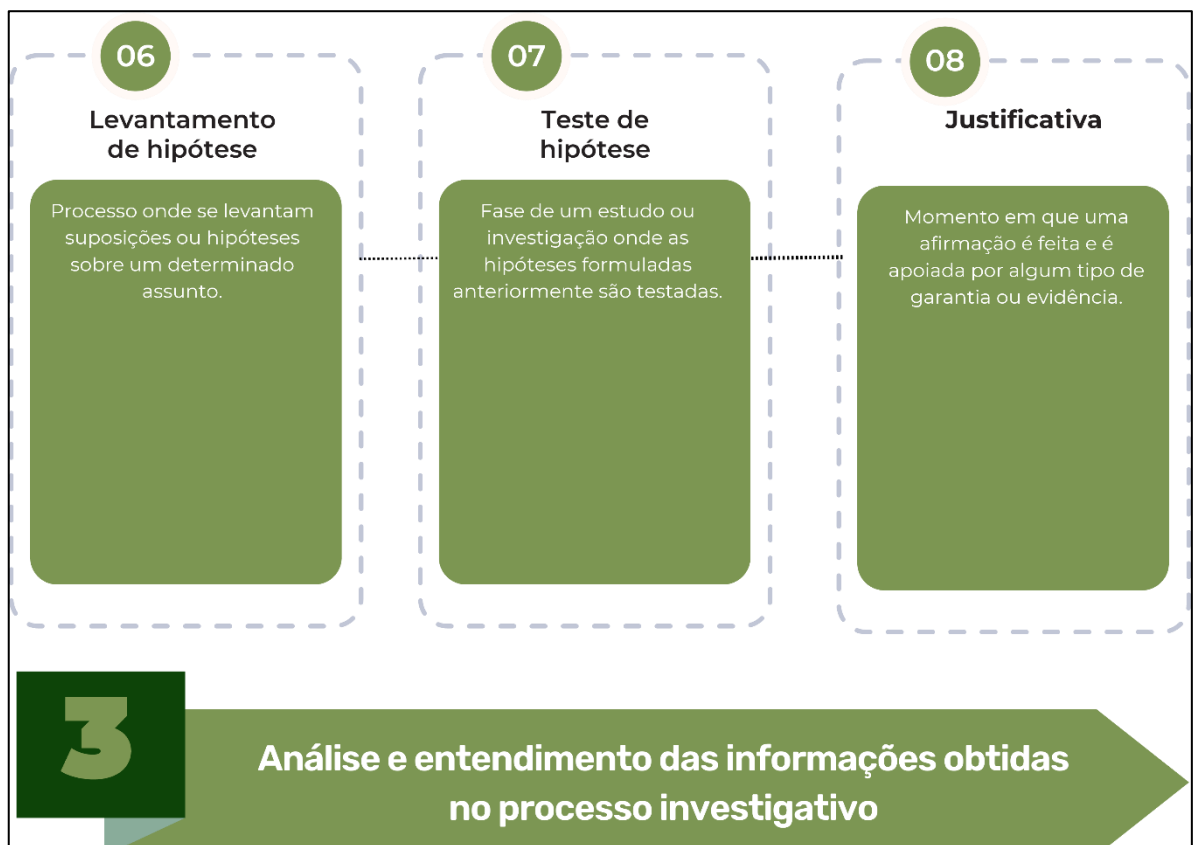 06
Levantamento
de hipótese
Processo onde se levantam
suposições ou hipóteses
sobre um determinado
assunto.
07
Teste de
hipótese
Fase de um estudo ou
investigação onde as
hipóteses formuladas
anteriormente são testadas.
08
Justificativa
Momento em que uma
afirmação é feita e é
apoiada por algum tipo de
garantia ou evidência.
3
Análise e entendimento das informações obtidas
no processo investigativo